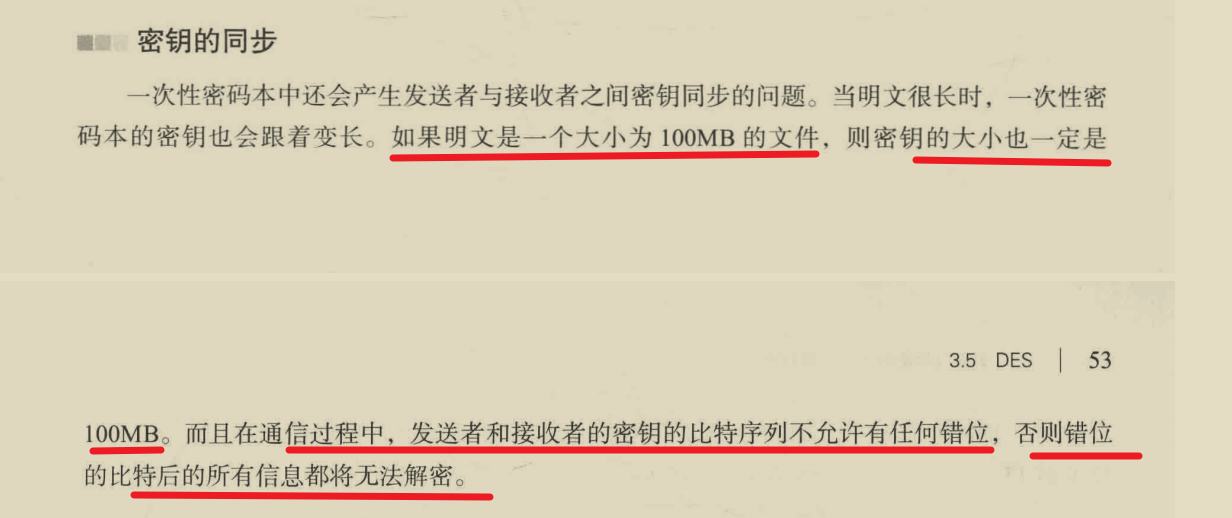 密钥的同步
一次性密码本中还会产生发送者与接收者之间密钥同步的问题。当明文很长时，一次性密
码本的密钥也会跟着变长。如果明文是一个大小为 100MB 的文件，则密钥的大小也一定是
3.5 DES | 53
100MB。而且在通信过程中，发送者和接收者的密钥的比特序列不允许有任何错位，否则错位
的比特后的所有信息都将无法解密。